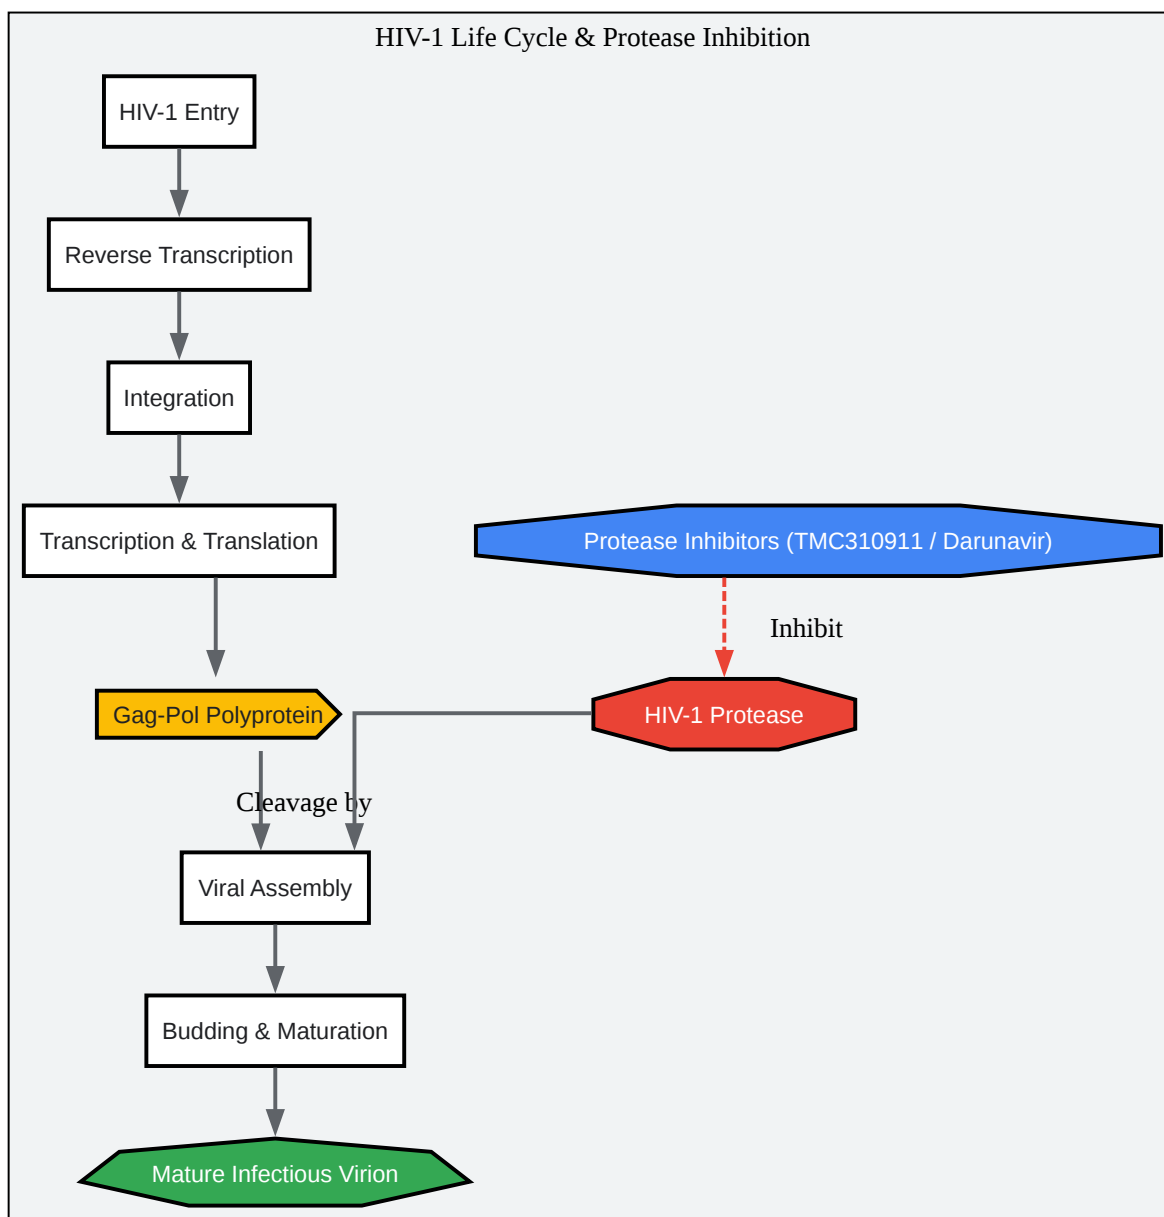 HIV-1 Life Cycle & Protease Inhibition
HIV-1 Entry
Reverse Transcription
Integration
Transcription & Translation
Protease Inhibitors (TMC310911 / Darunavir)
Inhibit
Gag-Pol Polyprotein
HIV-1 Protease
Cleavage by
Viral Assembly
Budding & Maturation
Mature Infectious Virion